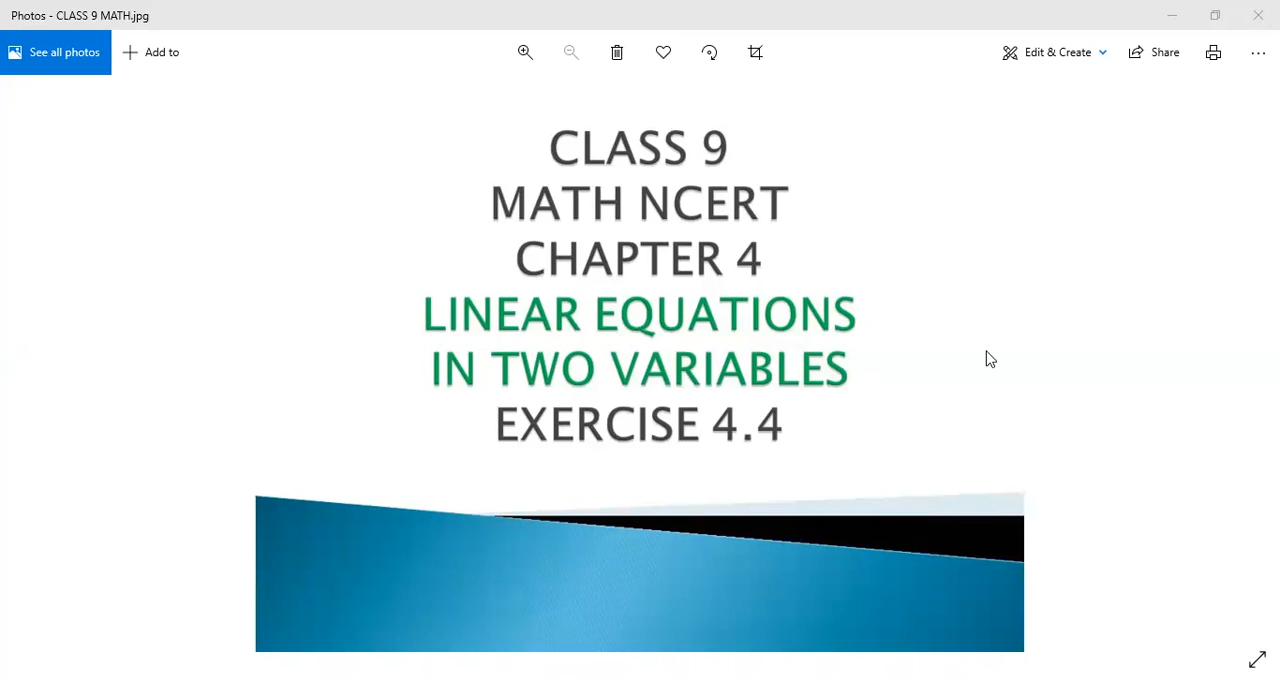 Photos - CLASS 9 MATH.jpg
See all photos
Add to
Edit & Create
Share
CLASS 9
MATH NCERT
CHAPTER 4
LINEAR EQUATIONS
IN TWO VARIABLES
EXERCISE 4.4